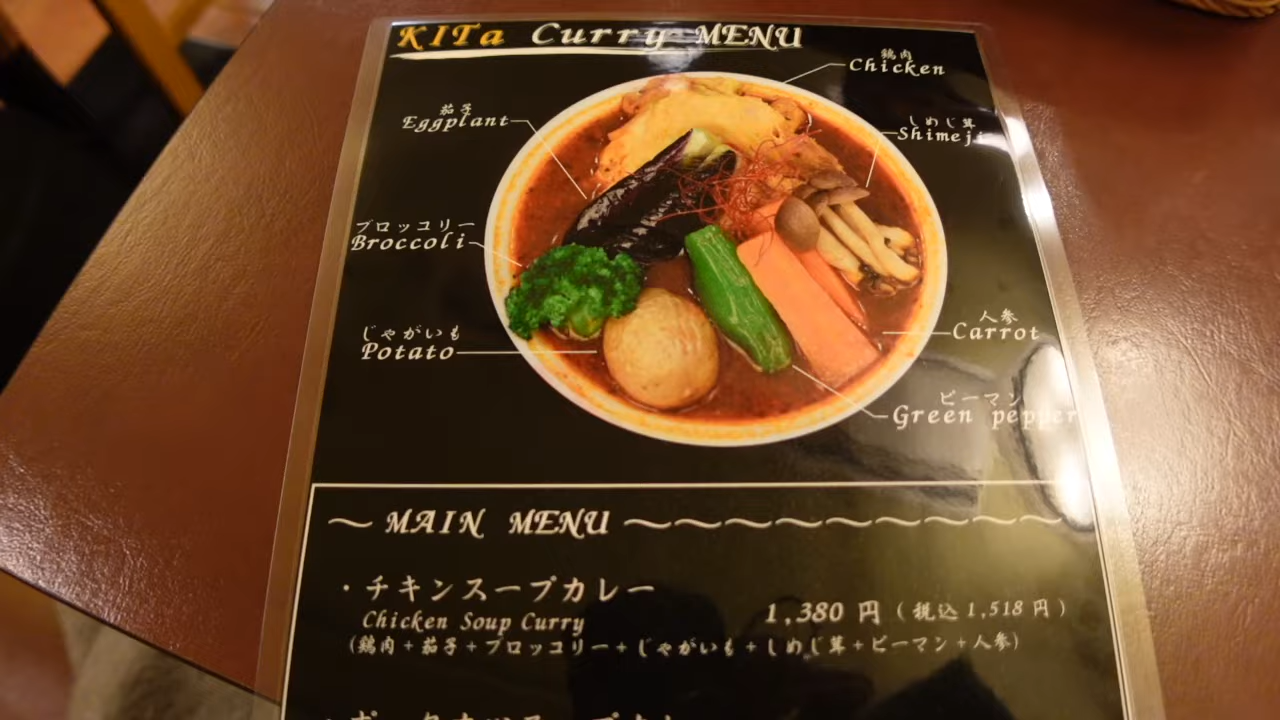 KITa Curry MENU
鶏肉
Chicken
茄子
Eggplant
しめじ茸
Shimeji
ブロッコリー
Broccoli
じゃがいも
Potato
人参
Carrot
ピーマン
Green pepper
～ MAIN MENU ～～～～～～～～～
・チキンスープカレー
Chicken Soup Curry
1,380 円 (税込 1,518 円)
(鶏肉+茄子+ブロッコリー+じゃがいも+しめじ茸+ピーマン+人参)